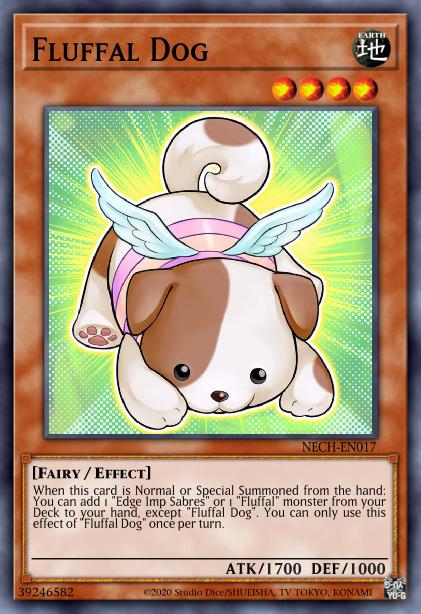 Fluffal Dog
EARTH
地
NECH-EN017
[Fairy / Effect]
When this card is Normal or Special Summoned from the hand:
You can add 1 "Edge Imp Sabres" or 1 "Fluffal" monster from your
Deck to your hand, except "Fluffal Dog". You can only use this
effect of "Fluffal Dog" once per turn.
ATK/1700 DEF/1000
39246582
©2020 Studio Dice/SHUEISHA, TV TOKYO, KONAMI